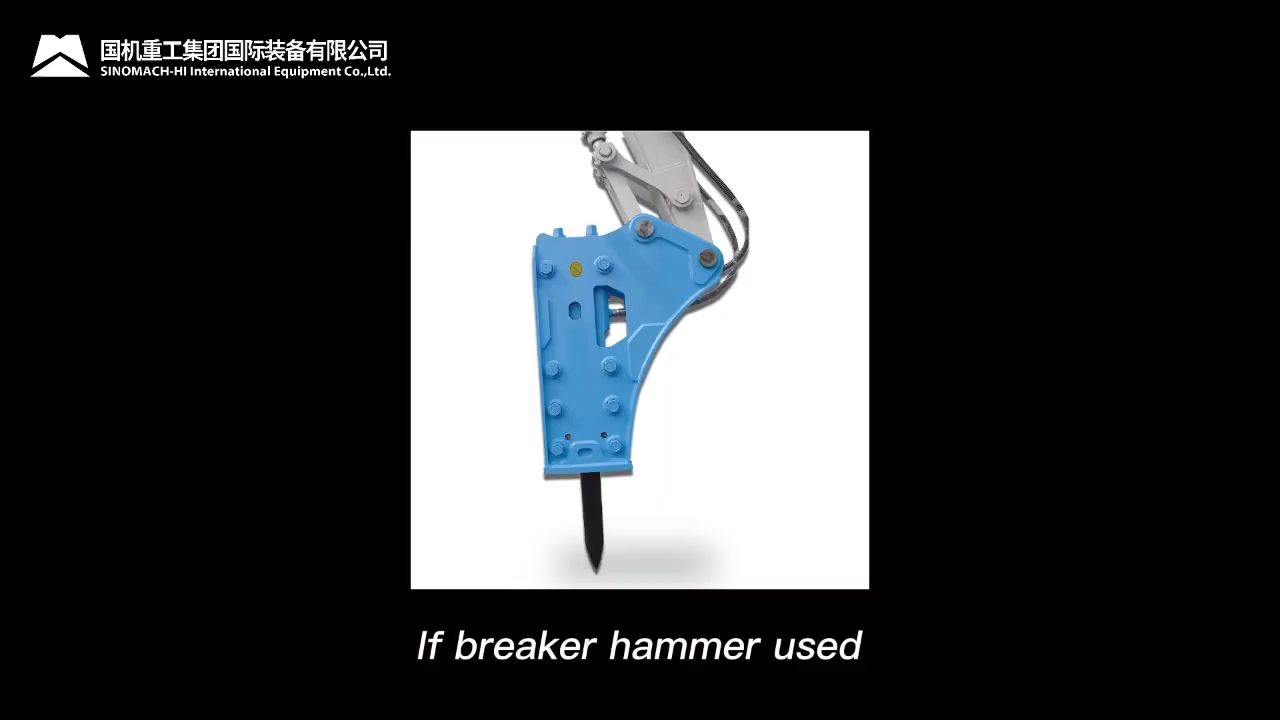 国机重工集团国际装备有限公司
SINOMACH-HI International Equipment Co.,Ltd.
If breaker hammer used